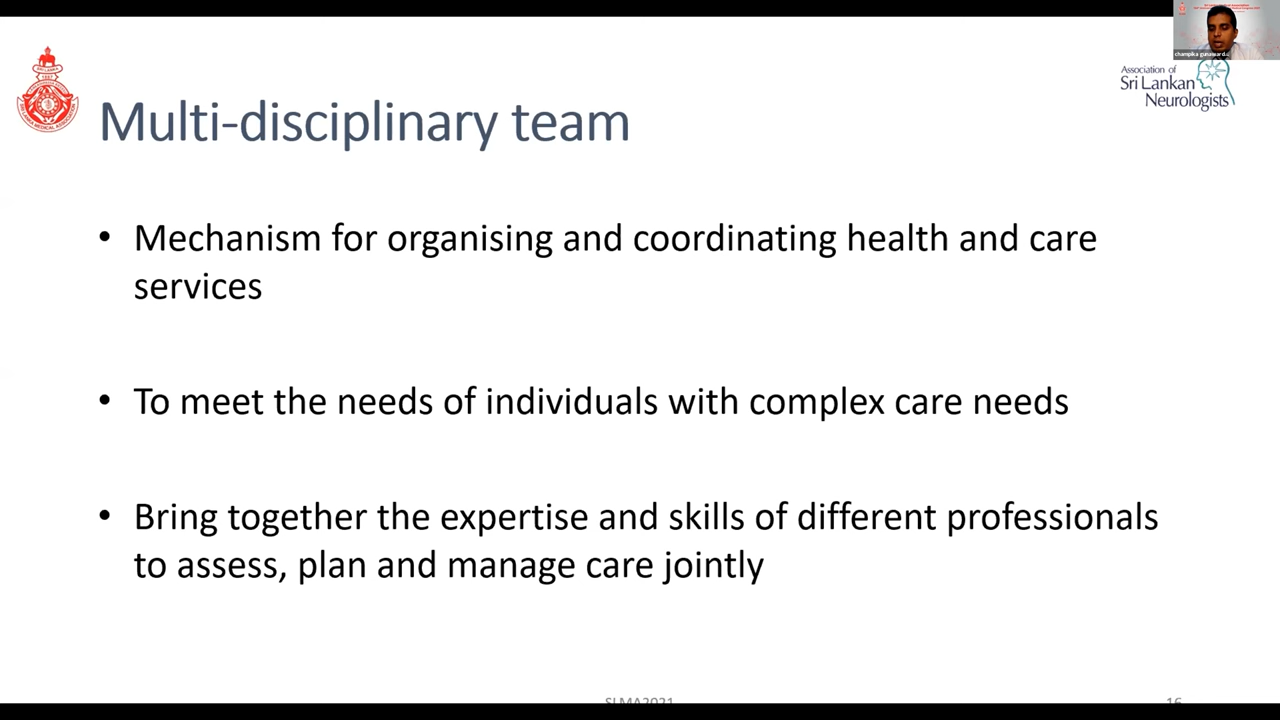 champika gunaward..
Association of
Sri Lankan
Neurologists
Multi-disciplinary team
• Mechanism for organising and coordinating health and care
services
• To meet the needs of individuals with complex care needs
• Bring together the expertise and skills of different professionals
to assess, plan and manage care jointly
SLMA2021
16